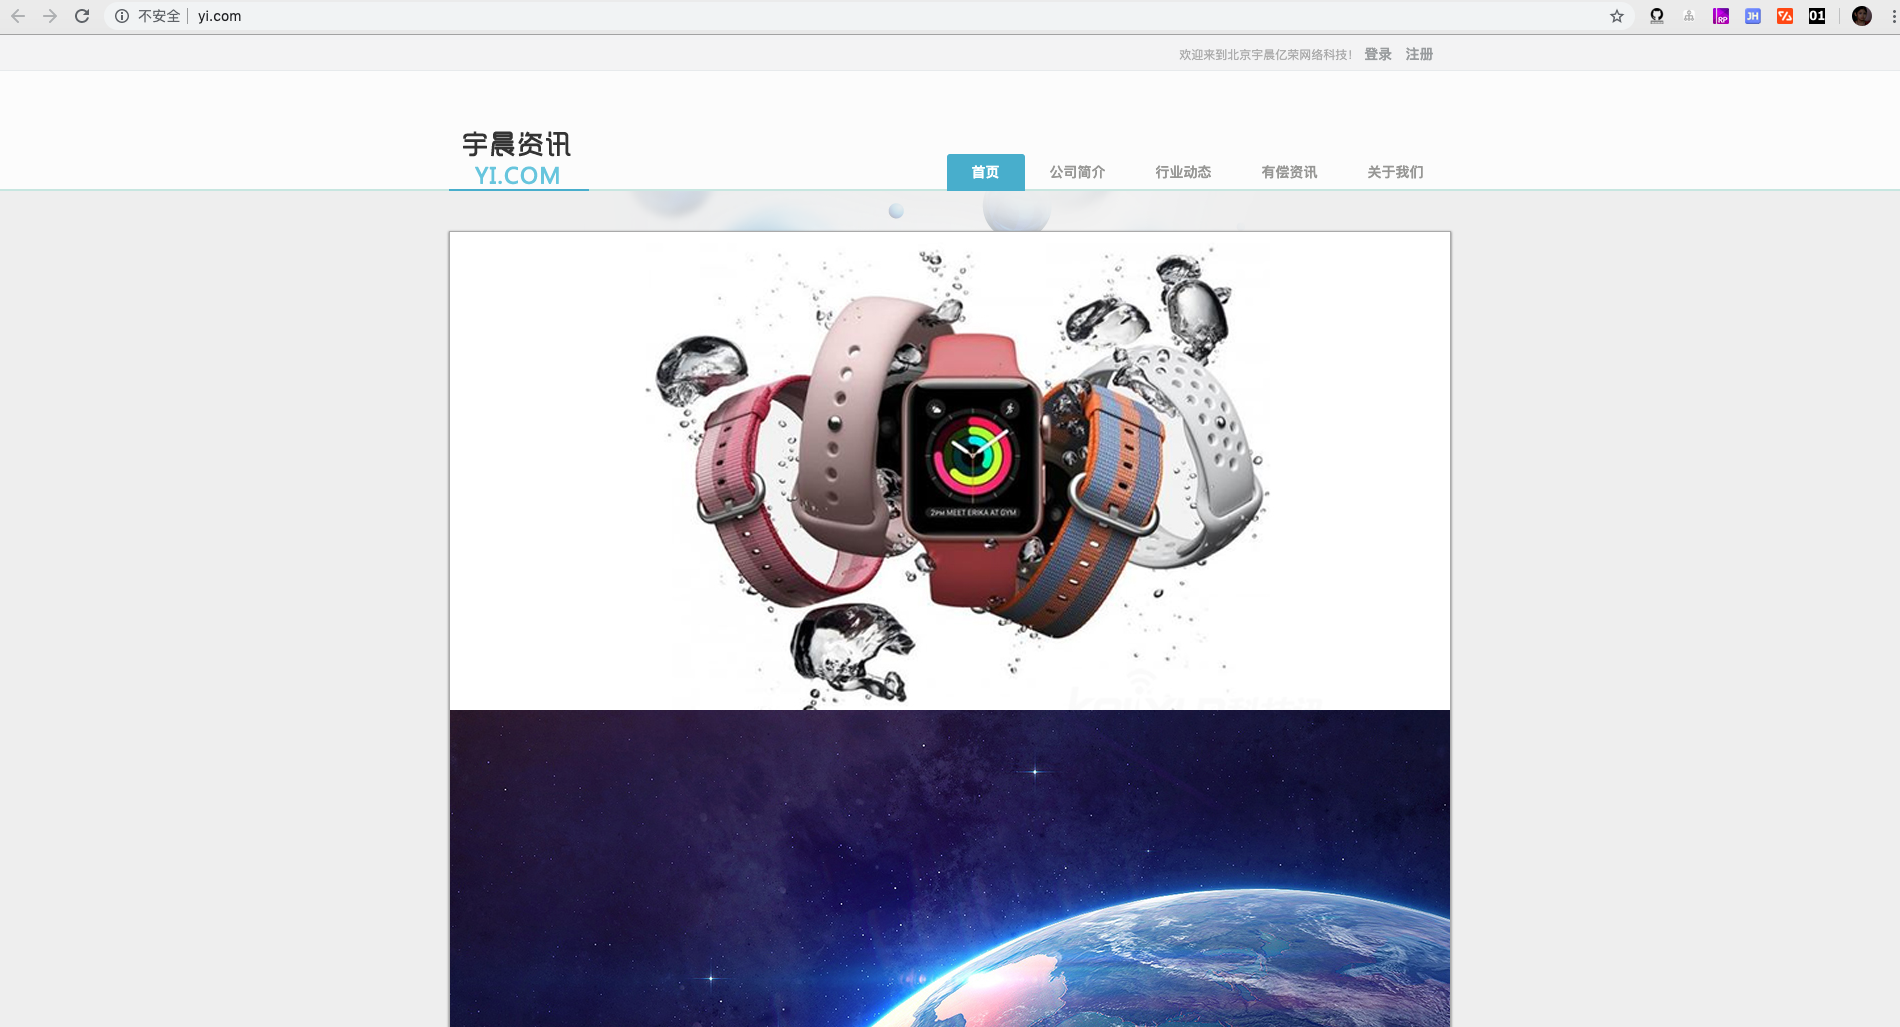 不安全 yi.com
RP JH 01
欢迎来到北京宇晨亿荣网络科技! 登录 注册
宇晨资讯
YI.COM
首页 公司简介 行业动态 有偿资讯 关于我们
2PM MEET ERIKA AT GYM